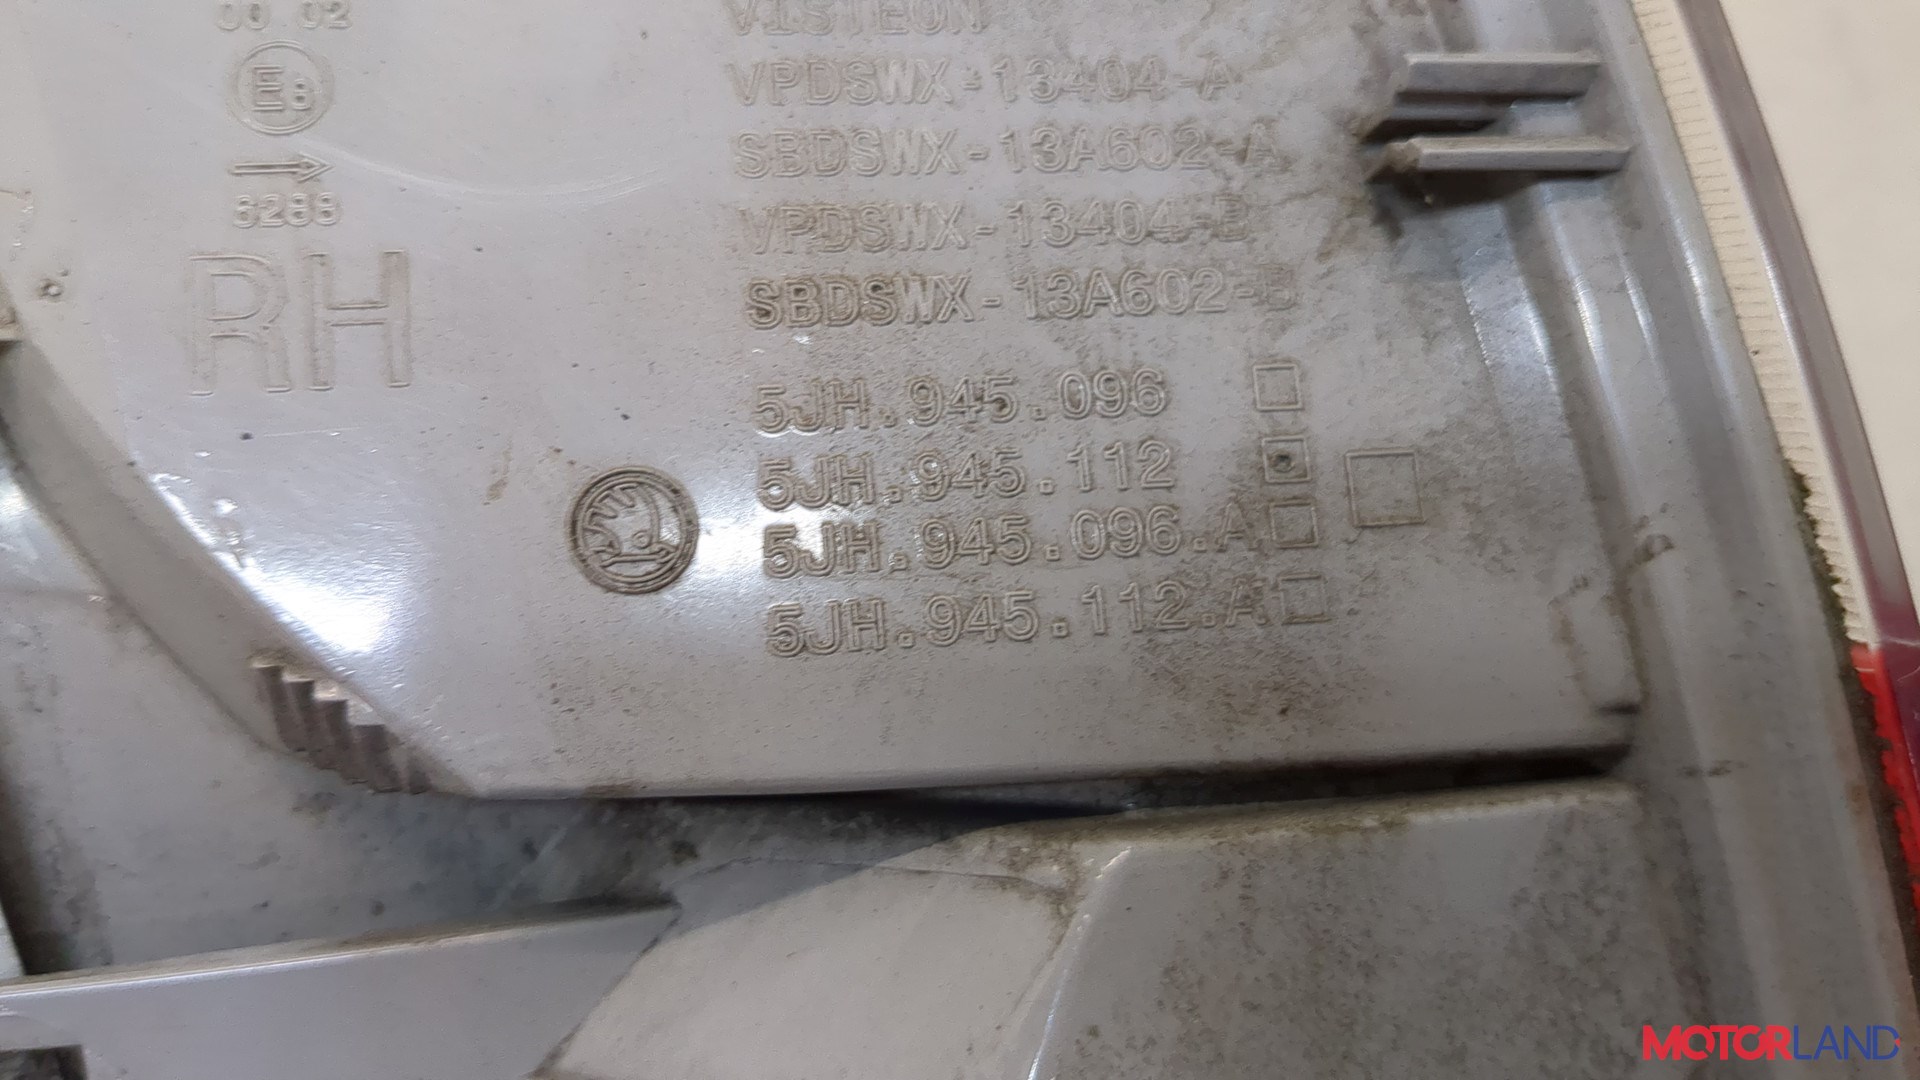 00 02
E8
6288
RH
VISTEON
VPDSWX-13404-A
SBDSWX-13A602-A
VPDSWX-13404-B
SBDSWX-13A602-B
5JH.945.096
5JH.945.112
5JH.945.096.A
5JH.945.112.A
MOTORLAND